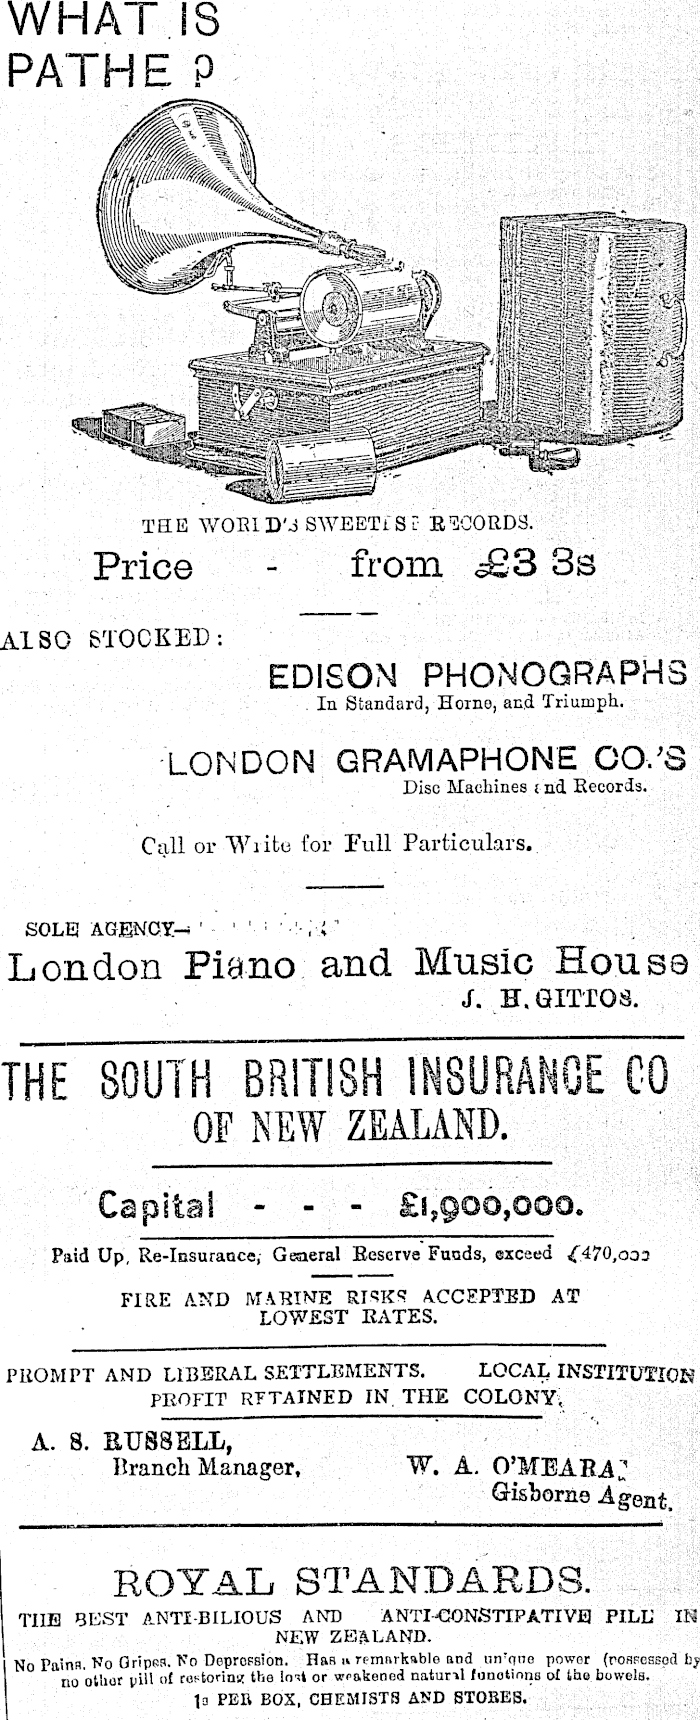 WHAT IS
PATHE ?
THE WORLD'S SWEETEST RECORDS.
Price - from £3 3s
ALSO STOCKED:
EDISON PHONOGRAPHS
In Standard, Home, and Triumph.
LONDON GRAMAPHONE CO.'S
Disc Machines and Records.
Call or Write for Full Particulars.
SOLE AGENCY—
London Piano and Music House
J. H. GITTOS.
THE SOUTH BRITISH INSURANCE CO
OF NEW ZEALAND.
Capital - - - £1,900,000.
Paid Up, Re-Insurance, General Reserve Funds, exceed £470,000
FIRE AND MARINE RISKS ACCEPTED AT
LOWEST RATES.
PROMPT AND LIBERAL SETTLEMENTS. LOCAL INSTITUTION
PROFIT RETAINED IN THE COLONY.
A. S. RUSSELL,
Branch Manager,
W. A. O'MEARA,
Gisborne Agent.
ROYAL STANDARDS.
THE BEST ANTI-BILIOUS AND ANTI-CONSTIPATIVE PILL IN
NEW ZEALAND.
No Pains, No Gripes, No Depression. Has a remarkable and unique power (possessed by
no other pill of restoring the lost or weakened natural functions of the bowels.
1s PER BOX, CHEMISTS AND STORES.